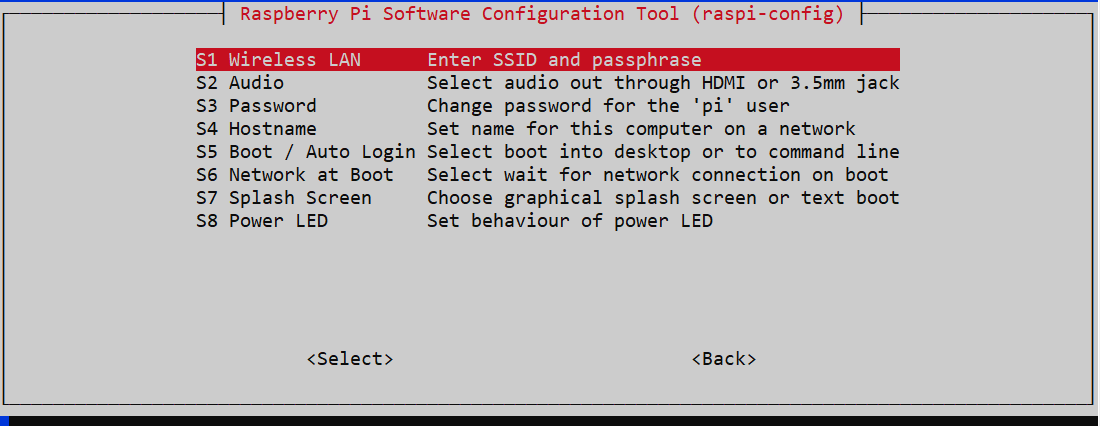 Raspberry Pi Software Configuration Tool (raspi-config)
S1 Wireless LAN Enter SSID and passphrase
S2 Audio Select audio out through HDMI or 3.5mm jack
S3 Password Change password for the 'pi' user
S4 Hostname Set name for this computer on a network
S5 Boot / Auto Login Select boot into desktop or to command line
S6 Network at Boot Select wait for network connection on boot
S7 Splash Screen Choose graphical splash screen or text boot
S8 Power LED Set behaviour of power LED
<Select> <Back>